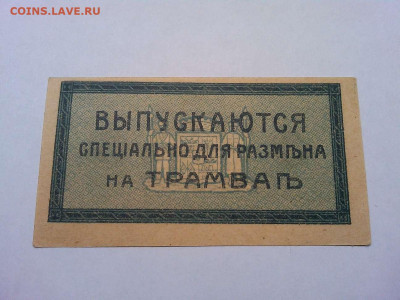 COINS.LAVE.RU
ВЫПУСКАЮТСЯ
СПЕЦІАЛЬНО ДЛЯ РАЗМѢНА
НА ТРАМВАѢ